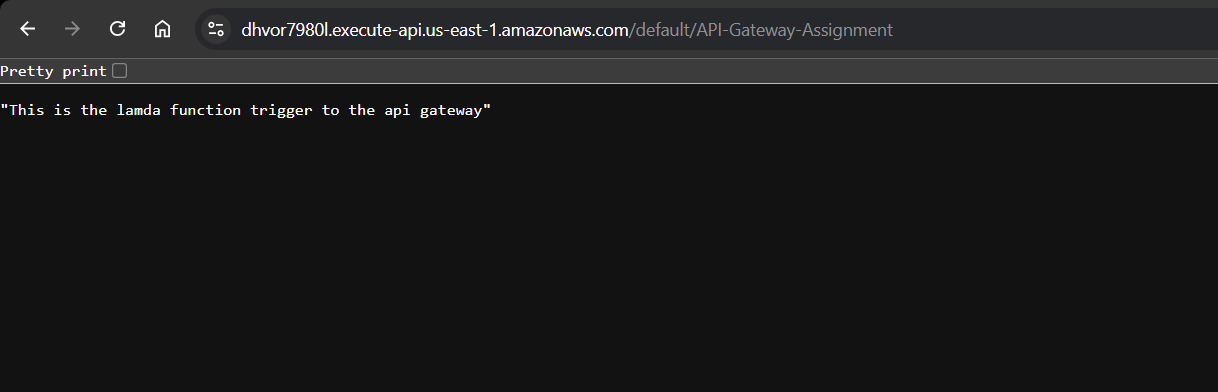 dhvor7980l.execute-api.us-east-1.amazonaws.com/default/API-Gateway-Assignment
Pretty print
"This is the lamda function trigger to the api gateway"